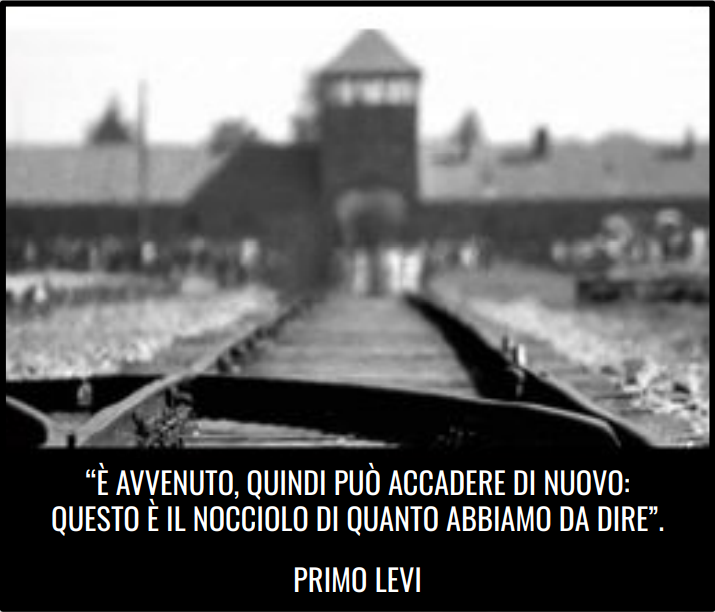 “È AVVENUTO, QUINDI PUÒ ACCADERE DI NUOVO:
QUESTO È IL NOCCIOLO DI QUANTO ABBIAMO DA DIRE”.
PRIMO LEVI